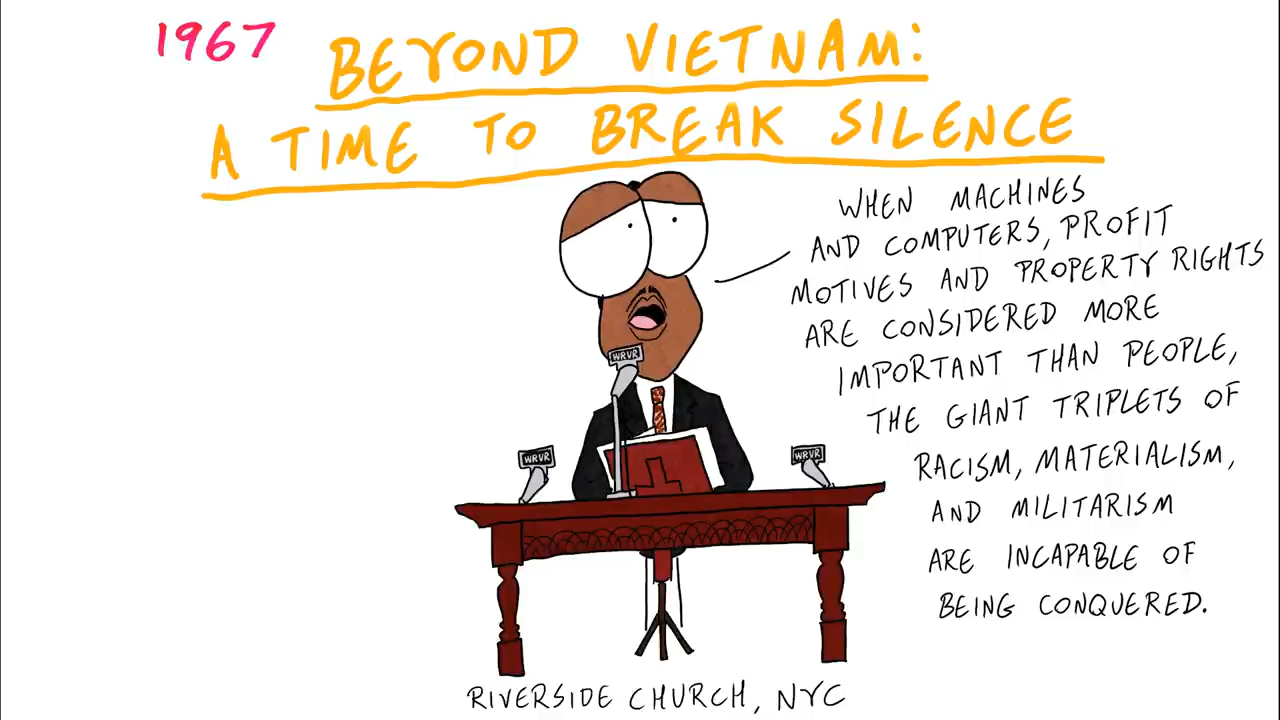 1967
BEYOND VIETNAM:
A TIME TO BREAK SILENCE
WHEN MACHINES
AND COMPUTERS, PROFIT
MOTIVES AND PROPERTY RIGHTS
ARE CONSIDERED MORE
IMPORTANT THAN PEOPLE,
THE GIANT TRIPLETS OF
RACISM, MATERIALISM,
AND MILITARISM
ARE INCAPABLE OF
BEING CONQUERED.
WRVR
WRVR
WRVR
RIVERSIDE CHURCH, NYC